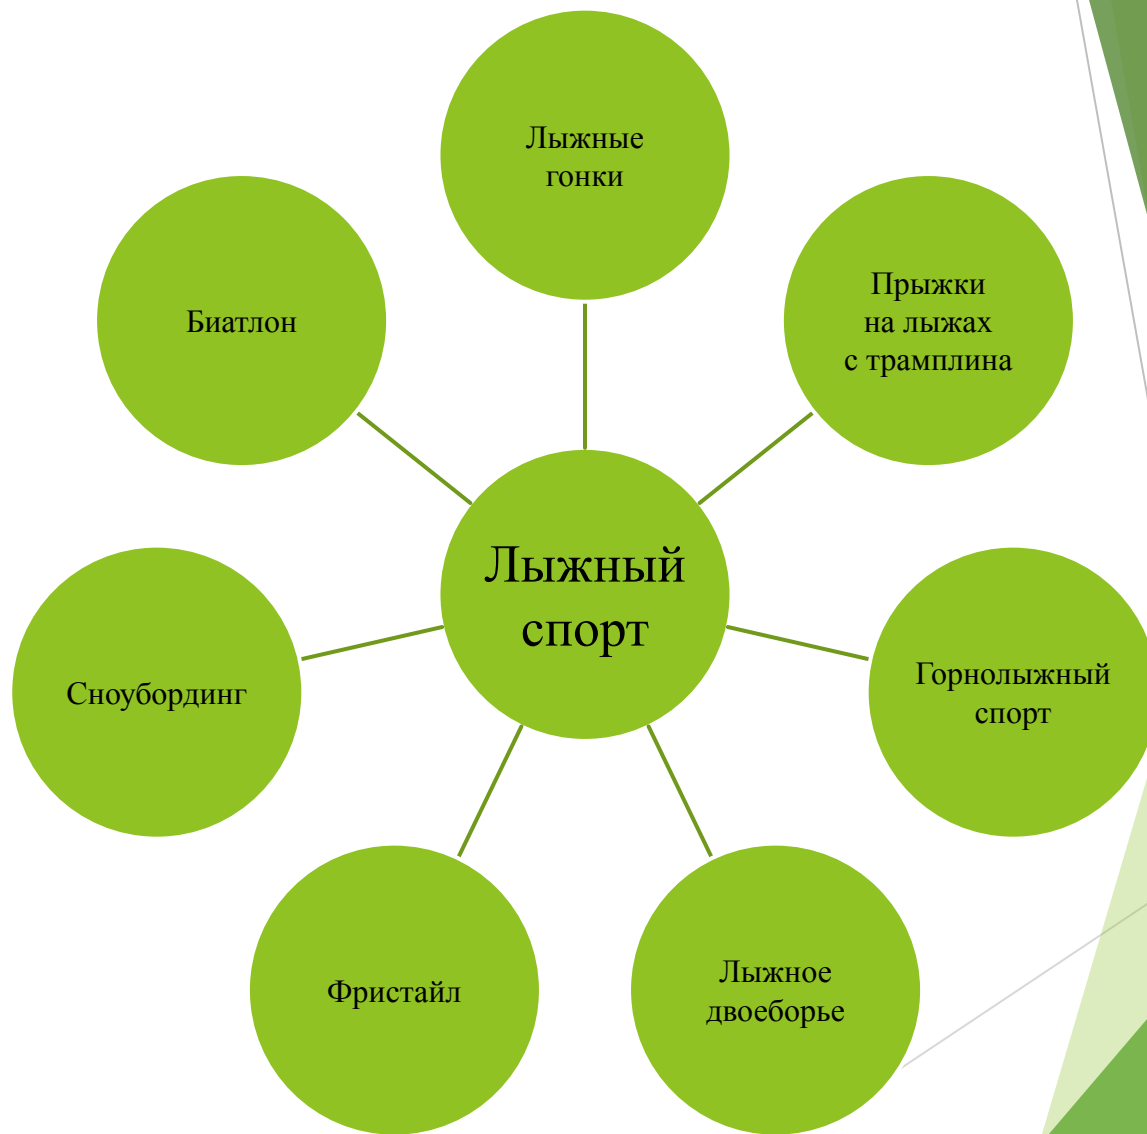 Лыжные
гонки
Прыжки
на лыжах
с трамплина
Биатлон
Лыжный
спорт
Горнолыжный
спорт
Сноубординг
Лыжное
двоеборье
Фристайл